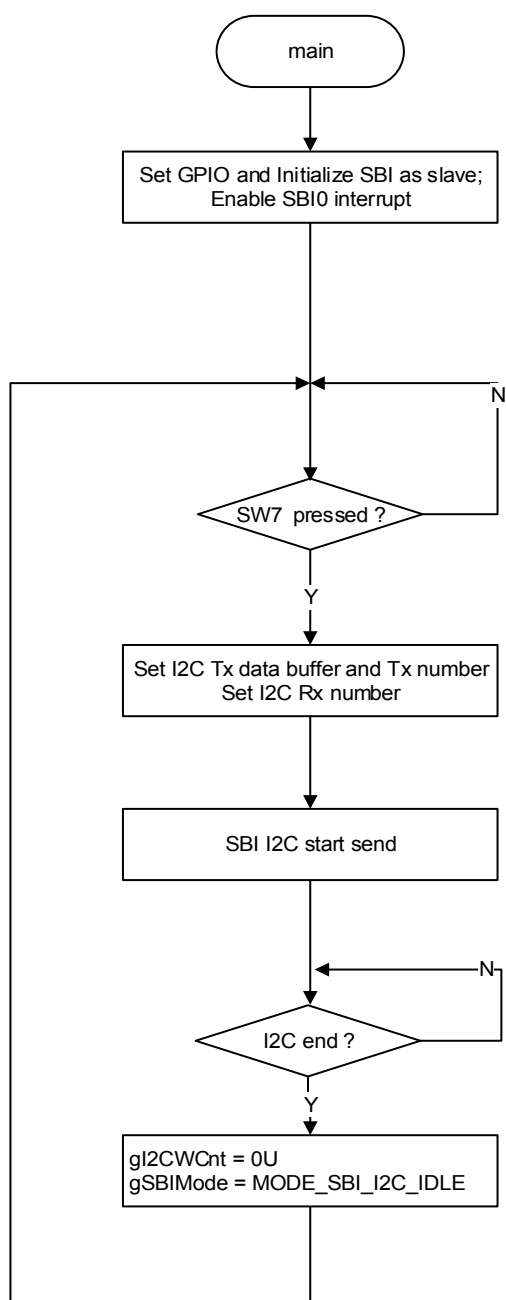 main
Set GPIO and Initialize SBI as slave;
Enable SBI0 interrupt
N
SW7 pressed ?
Y
Set I2C Tx data buffer and Tx number
Set I2C Rx number
SBI I2C start send
N
I2C end ?
Y
gI2CWCnt = 0U
gSBIMode = MODE_SBI_I2C_IDLE